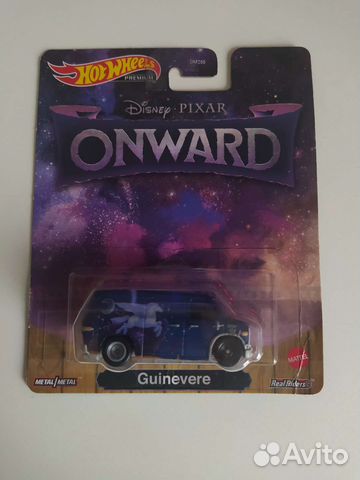 HOT WHEELS
PREMIUM
DISNEY · PIXAR
ONWARD
Guinevere
METAL/METAL
MATTEL
Real Riders
Avito